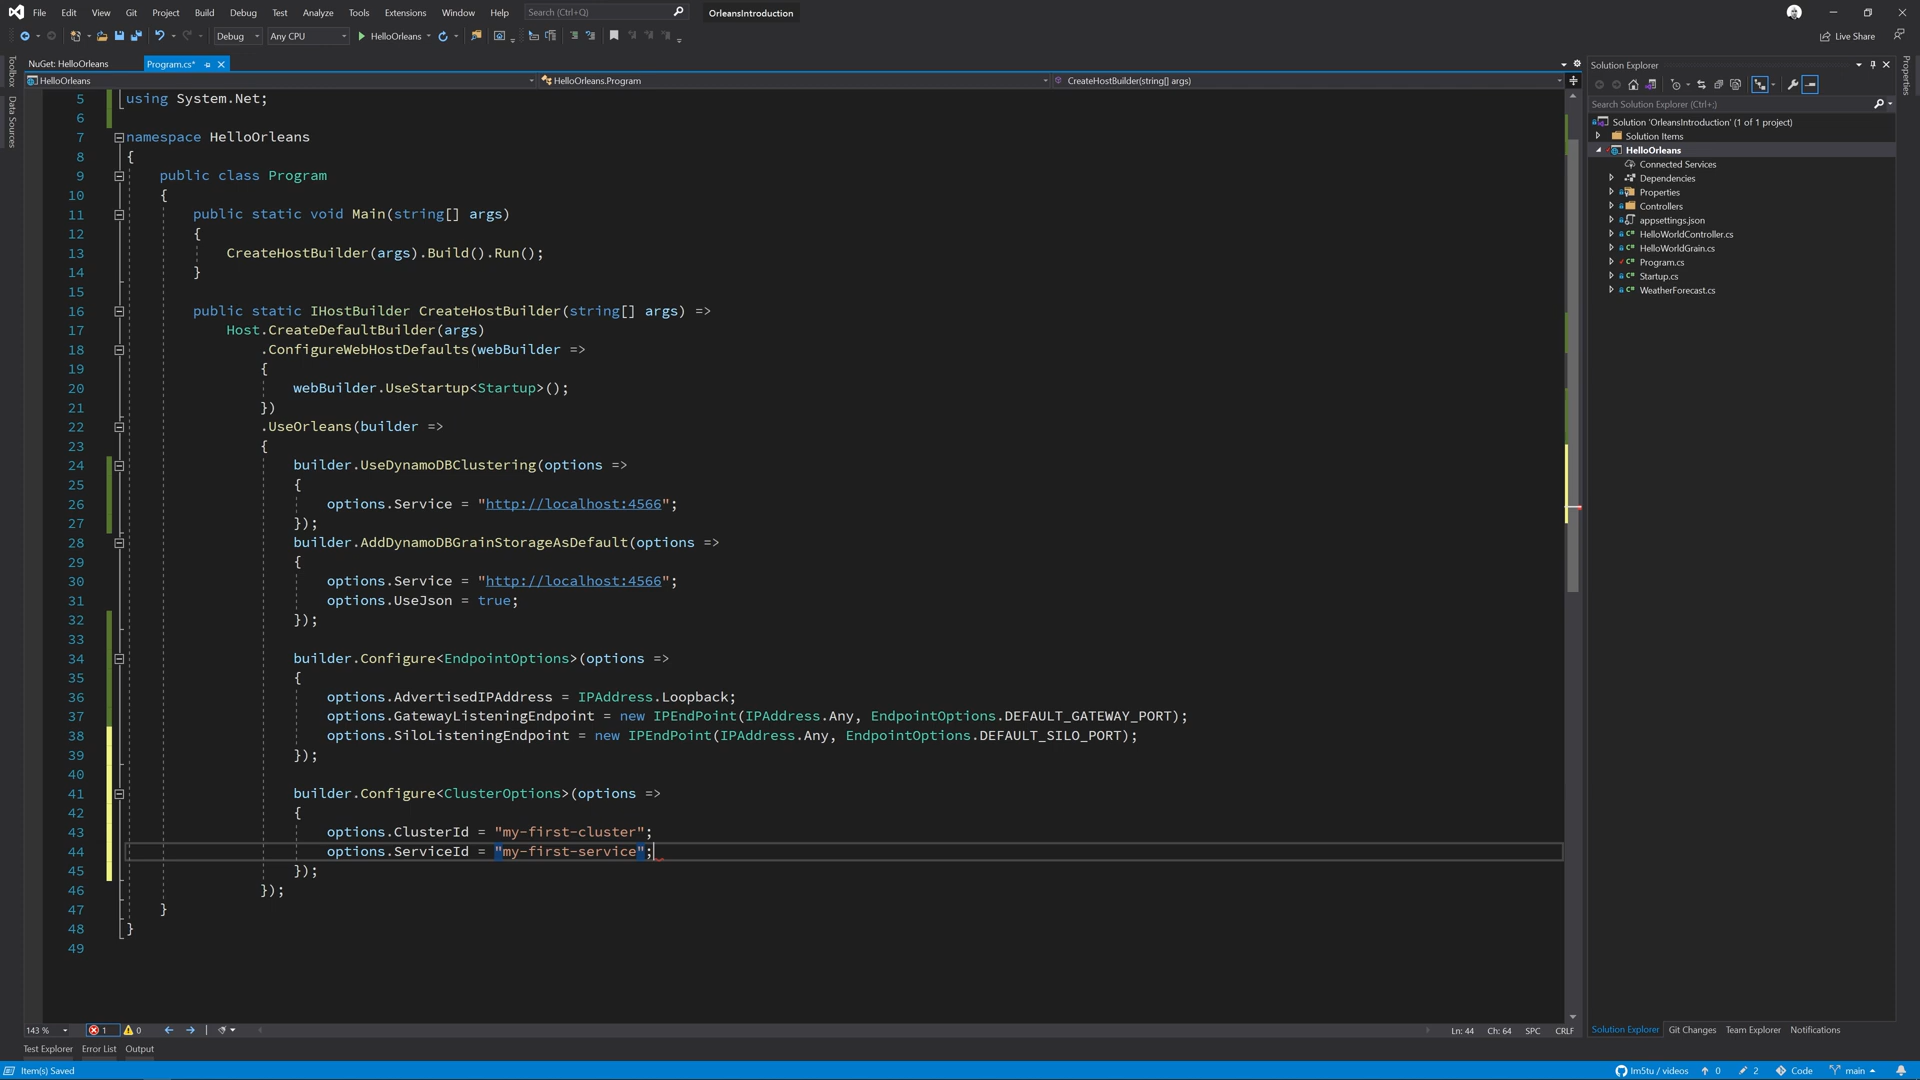 File Edit View Git Project Build Debug Test Analyze Tools Extensions Window Help Search (Ctrl+Q) OrleansIntroduction
Debug Any CPU HelloOrleans Live Share
NuGet: HelloOrleans Program.cs*
HelloOrleans HelloOrleans.Program CreateHostBuilder(string[] args)
Toolbox
Data Sources
5 using System.Net;
6
7 namespace HelloOrleans
8 {
9 public class Program
10 {
11 public static void Main(string[] args)
12 {
13 CreateHostBuilder(args).Build().Run();
14 }
15
16 public static IHostBuilder CreateHostBuilder(string[] args) =>
17 Host.CreateDefaultBuilder(args)
18 .ConfigureWebHostDefaults(webBuilder =>
19 {
20 webBuilder.UseStartup<Startup>();
21 })
22 .UseOrleans(builder =>
23 {
24 builder.UseDynamoDBClustering(options =>
25 {
26 options.Service = "http://localhost:4566";
27 });
28 builder.AddDynamoDBGrainStorageAsDefault(options =>
29 {
30 options.Service = "http://localhost:4566";
31 options.UseJson = true;
32 });
33
34 builder.Configure<EndpointOptions>(options =>
35 {
36 options.AdvertisedIPAddress = IPAddress.Loopback;
37 options.GatewayListeningEndpoint = new IPEndPoint(IPAddress.Any, EndpointOptions.DEFAULT_GATEWAY_PORT);
38 options.SiloListeningEndpoint = new IPEndPoint(IPAddress.Any, EndpointOptions.DEFAULT_SILO_PORT);
39 });
40
41 builder.Configure<ClusterOptions>(options =>
42 {
43 options.ClusterId = "my-first-cluster";
44 options.ServiceId = "my-first-service";
45 });
46 });
47 }
48 }
49
143 % 1 0 Ln: 44 Ch: 64 SPC CRLF
Solution Explorer
Search Solution Explorer (Ctrl+;)
Solution 'OrleansIntroduction' (1 of 1 project)
Solution Items
HelloOrleans
Connected Services
Dependencies
Properties
Controllers
appsettings.json
C# HelloWorldController.cs
C# HelloWorldGrain.cs
C# Program.cs
C# Startup.cs
C# WeatherForecast.cs
Solution Explorer Git Changes Team Explorer Notifications
Properties
Test Explorer Error List Output
Item(s) Saved Im5tu / videos 0 2 Code main